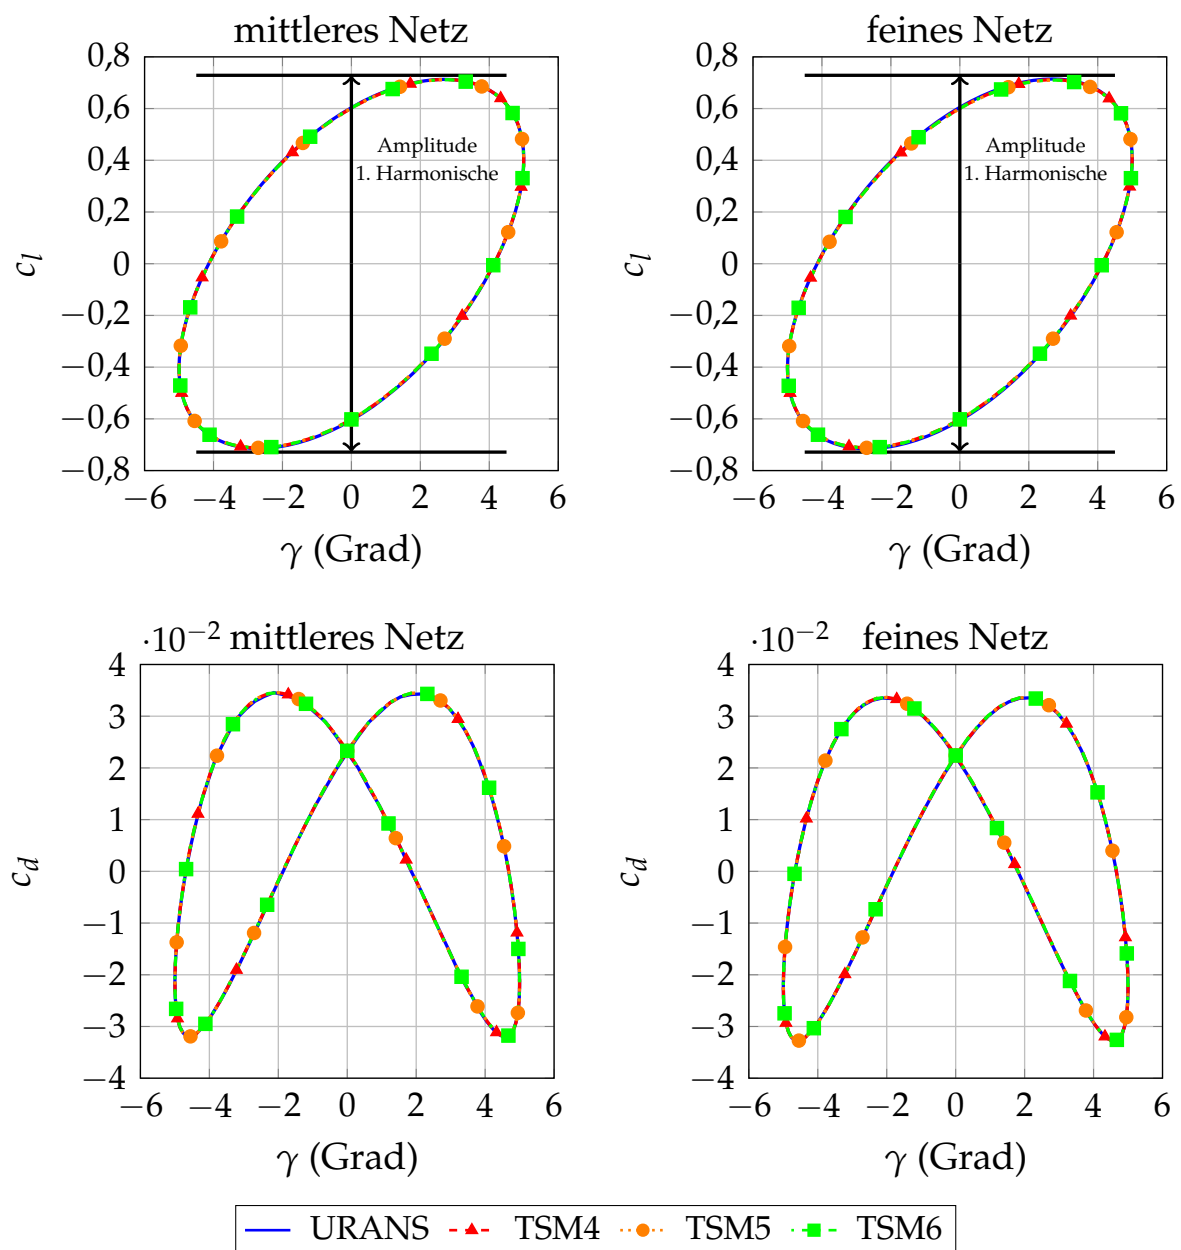 mittleres Netz
0,8
0,6
0,4
0,2
0
−0,2
−0,4
−0,6
−0,8
c_l
Amplitude
1. Harmonische
−6 −4 −2 0 2 4 6
γ (Grad)
feines Netz
0,8
0,6
0,4
0,2
0
−0,2
−0,4
−0,6
−0,8
c_l
Amplitude
1. Harmonische
−6 −4 −2 0 2 4 6
γ (Grad)
·10⁻² mittleres Netz
4
3
2
1
0
−1
−2
−3
−4
c_d
−6 −4 −2 0 2 4 6
γ (Grad)
·10⁻² feines Netz
4
3
2
1
0
−1
−2
−3
−4
c_d
−6 −4 −2 0 2 4 6
γ (Grad)
URANS TSM4 TSM5 TSM6